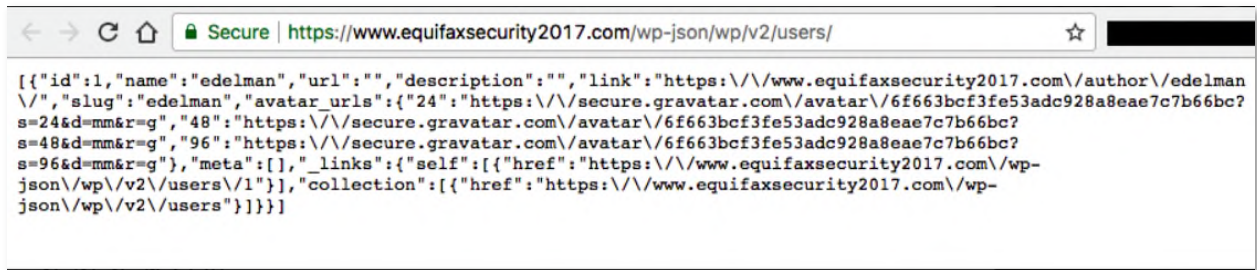 Secure | https://www.equifaxsecurity2017.com/wp-json/wp/v2/users/
[{"id":1,"name":"edelman","url":"","description":"","link":"https:\/\/www.equifaxsecurity2017.com\/author\/edelman
\/","slug":"edelman","avatar_urls":{"24":"https:\/\/secure.gravatar.com\/avatar\/6f663bcf3fe53adc928a8eae7c7b66bc?
s=24&d=mm&r=g","48":"https:\/\/secure.gravatar.com\/avatar\/6f663bcf3fe53adc928a8eae7c7b66bc?
s=48&d=mm&r=g","96":"https:\/\/secure.gravatar.com\/avatar\/6f663bcf3fe53adc928a8eae7c7b66bc?
s=96&d=mm&r=g"},"meta":[],"_links":{"self":[{"href":"https:\/\/www.equifaxsecurity2017.com\/wp-
json\/wp\/v2\/users\/1"}],"collection":[{"href":"https:\/\/www.equifaxsecurity2017.com\/wp-
json\/wp\/v2\/users"}]}}]